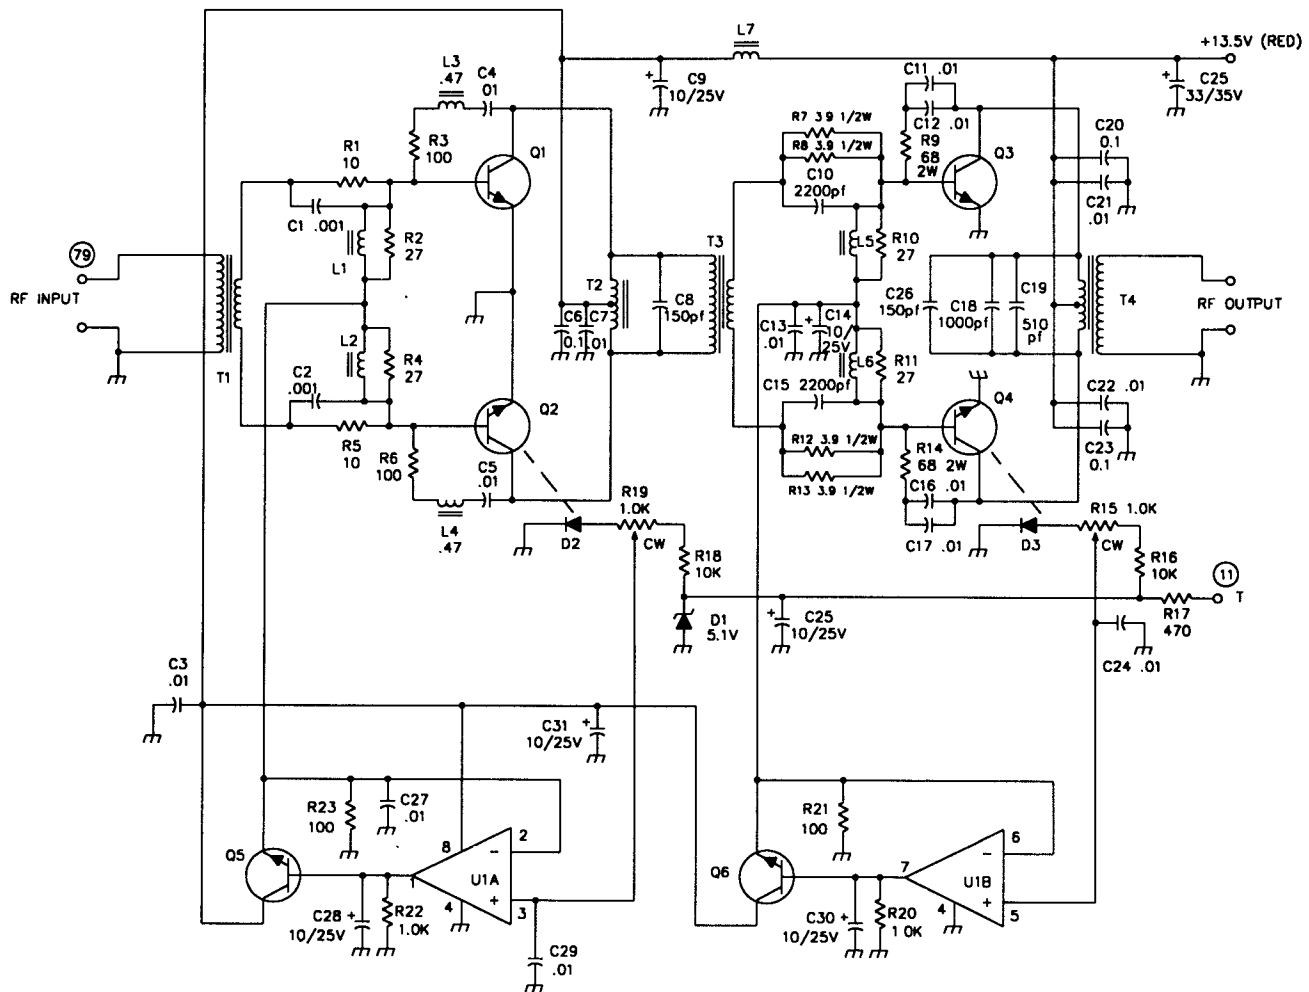 L7
+13.5V (RED)
L3
.47
C4
.01
C9
10/25V
C11 .01
C12 .01
C25
33/35V
R7 3.9 1/2W
R8 3.9 1/2W
R1
10
R3
100
Q1
C10
2200pf
R9
68
2W
Q3
C20
0.1
C21
.01
C1 .001
R2
27
L1
L5
R10
27
79
RF INPUT
T1
T2
C8
150pf
T3
C6
0.1
C7
.01
C13
.01
C14
10/
25V
C26
150pf
C18
1000pf
C19
510
pf
T4
RF OUTPUT
L2
R4
27
C2
.001
L6
R11
27
C15 2200pf
C22 .01
C23
0.1
Q2
Q4
R5
10
R6
100
C5
.01
L4
.47
R12 3.9 1/2W
R13 3.9 1/2W
R14
68 2W
C16 .01
C17 .01
R19
1.0K
CW
D2
R18
10K
R15 1.0K
CW
D3
R16
10K
11
T
R17
470
D1
5.1V
C25
10/25V
C24 .01
C3
.01
C31
10/25V
R23
100
C27
.01
R21
100
Q5
8
2
−
U1A
+
3
4
1
Q6
7
6
−
U1B
+
5
4
C28
10/25V
R22
1.0K
C29
.01
C30
10/25V
R20
1 0K